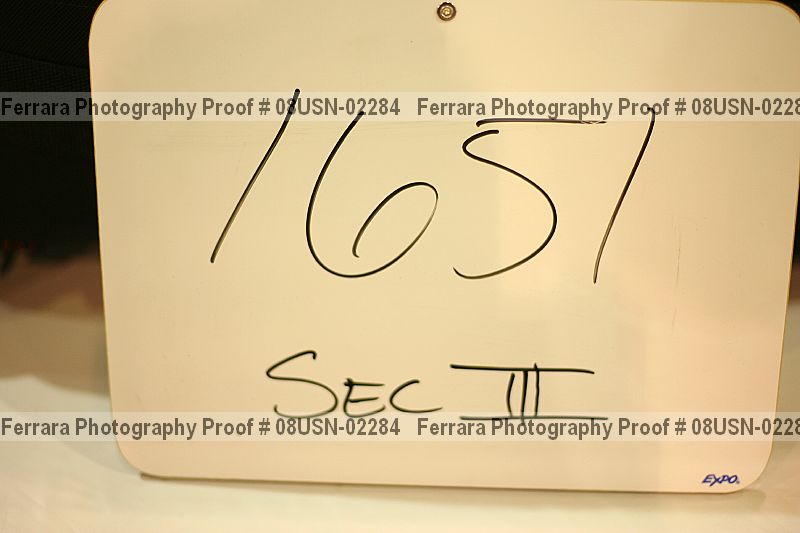 Ferrara Photography Proof # 08USN-02284 Ferrara Photography Proof # 08USN-0228
1651
SEC III
Ferrara Photography Proof # 08USN-02284 Ferrara Photography Proof # 08USN-0228
EXPO